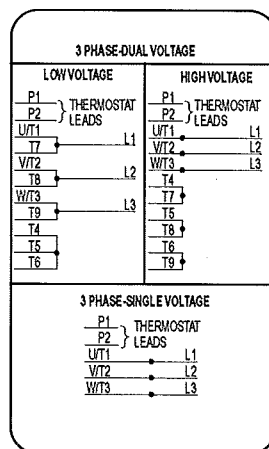 3 PHASE-DUAL VOLTAGE
LOW VOLTAGE
P1
P2
THERMOSTAT
LEADS
U/T1 L1
T7
V/T2 L2
T8
W/T3 L3
T9
T4
T5
T6
HIGH VOLTAGE
P1
P2
THERMOSTAT
LEADS
U/T1 L1
V/T2 L2
W/T3 L3
T4
T7
T5
T8
T6
T9
3 PHASE-SINGLE VOLTAGE
P1
P2
THERMOSTAT
LEADS
U/T1 L1
V/T2 L2
W/T3 L3